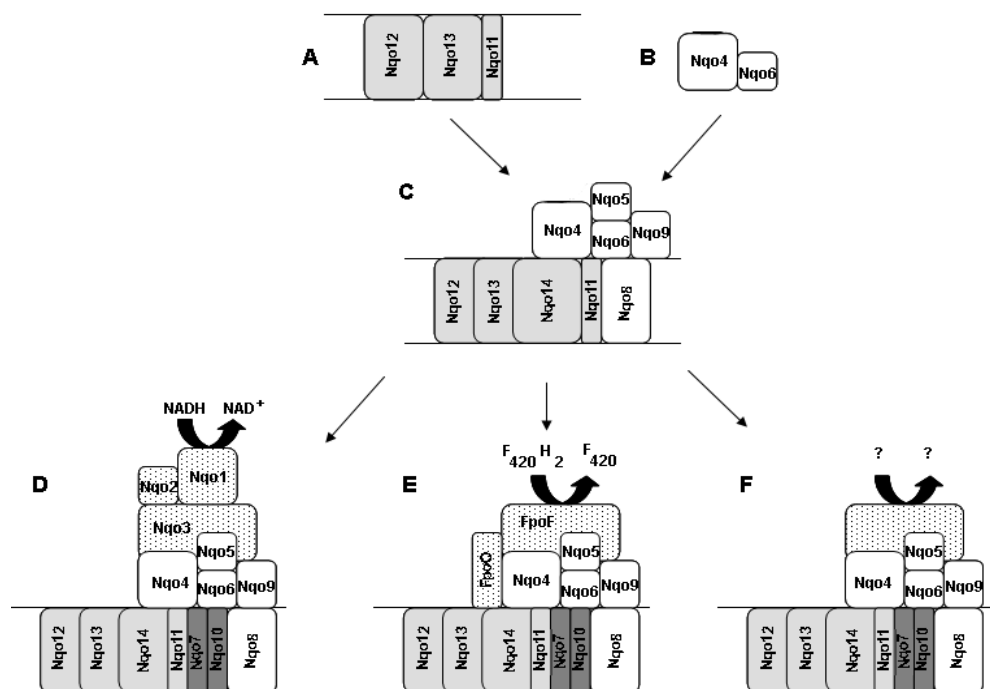 A
Nqo12
Nqo13
Nqo11
B
Nqo4
Nqo6
C
Nqo5
Nqo4
Nqo6
Nqo9
Nqo12
Nqo13
Nqo14
Nqo11
Nqo8
D
NADH NAD+
Nqo2
Nqo1
Nqo3
Nqo5
Nqo4
Nqo6
Nqo9
Nqo12
Nqo13
Nqo14
Nqo11
Nqo7
Nqo10
Nqo8
E
F420H2 F420
FpoF
FpoO
Nqo5
Nqo4
Nqo6
Nqo9
Nqo12
Nqo13
Nqo14
Nqo11
Nqo7
Nqo10
Nqo8
F
? ?
Nqo5
Nqo4
Nqo6
Nqo9
Nqo12
Nqo13
Nqo14
Nqo11
Nqo7
Nqo10
Nqo8